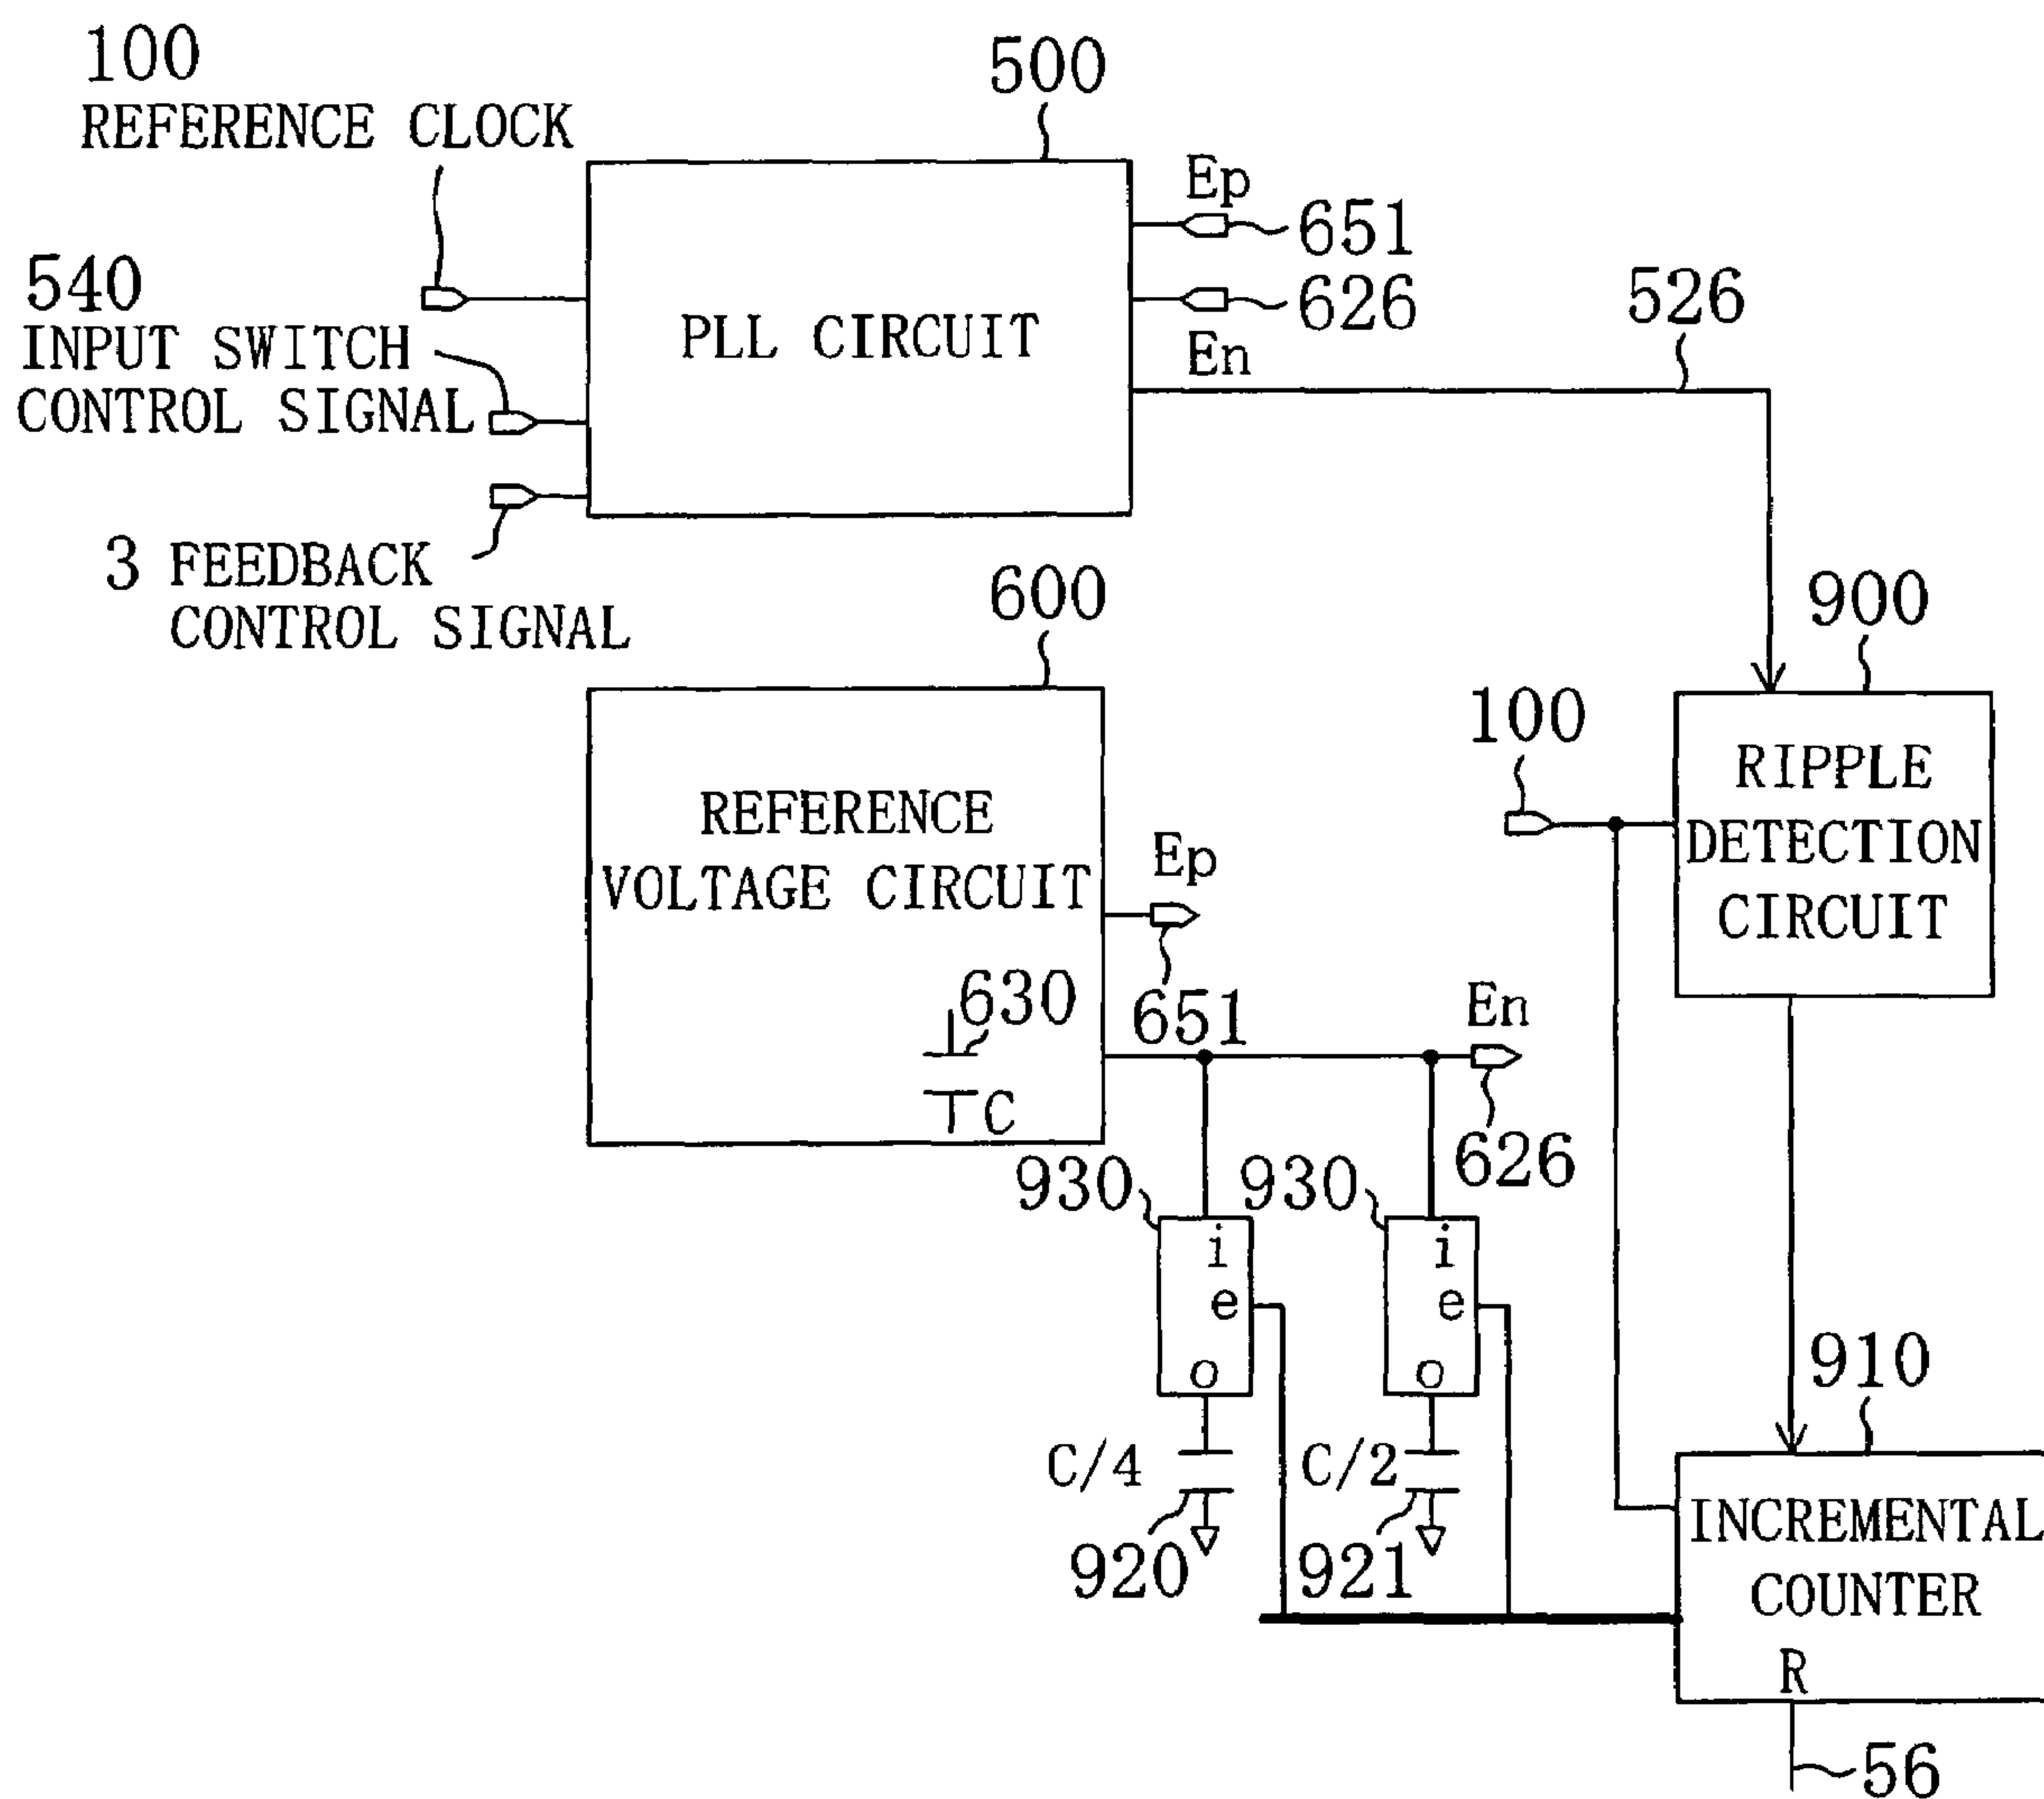 100
REFERENCE CLOCK
500
Ep
651
540
INPUT SWITCH
CONTROL SIGNAL
626
526
PLL CIRCUIT
En
3 FEEDBACK
CONTROL SIGNAL
600
900
100
REFERENCE
VOLTAGE CIRCUIT
RIPPLE
DETECTION
CIRCUIT
Ep
651
630
C
En
626
930
930
i
e
o
i
e
o
910
C/4
C/2
920
921
INCREMENTAL
COUNTER
R
56